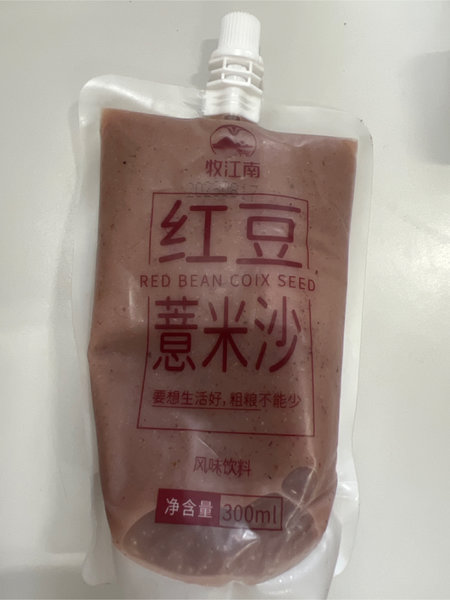 牧江南
红豆
RED BEAN COIX SEED
薏米沙
要想生活好，粗粮不能少
风味饮料
净含量 300ml